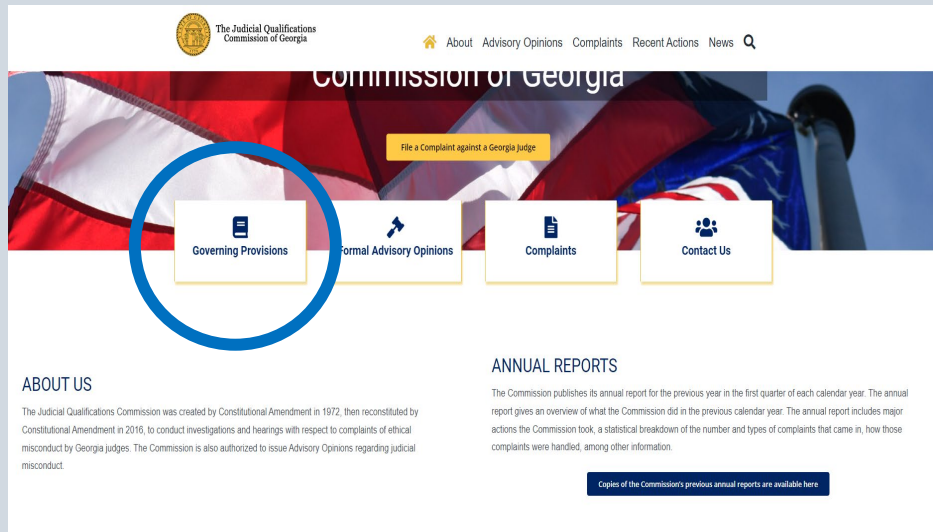 The Judicial Qualifications
Commission of Georgia
About Advisory Opinions Complaints Recent Actions News
Commission of Georgia
File a Complaint against a Georgia Judge
Governing Provisions
Formal Advisory Opinions
Complaints
Contact Us
ABOUT US
The Judicial Qualifications Commission was created by Constitutional Amendment in 1972, then reconstituted by
Constitutional Amendment in 2016, to conduct investigations and hearings with respect to complaints of ethical
misconduct by Georgia judges. The Commission is also authorized to issue Advisory Opinions regarding judicial
misconduct.
ANNUAL REPORTS
The Commission publishes its annual report for the previous year in the first quarter of each calendar year. The annual
report gives an overview of what the Commission did in the previous calendar year. The annual report includes major
actions the Commission took, a statistical breakdown of the number and types of complaints that came in, how those
complaints were handled, among other information.
Copies of the Commission's previous annual reports are available here